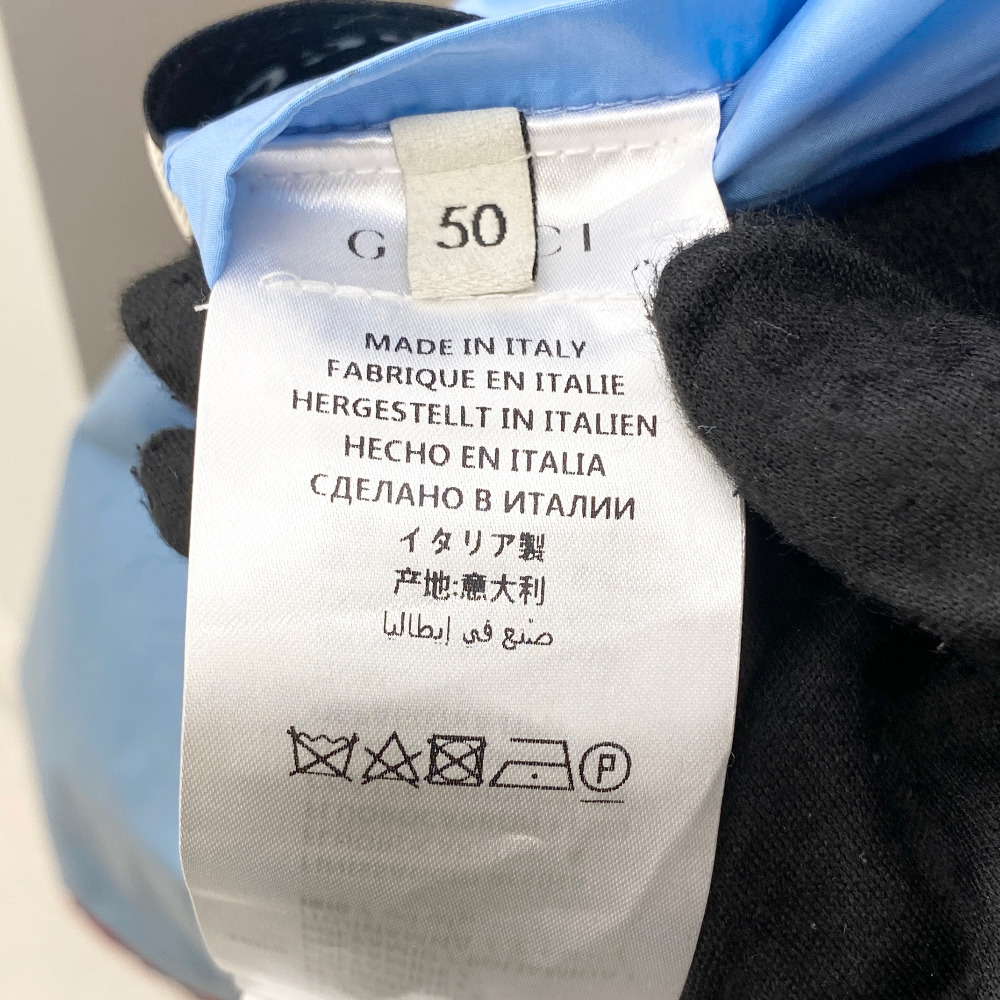 50
G CI
MADE IN ITALY
FABRIQUE EN ITALIE
HERGESTELLT IN ITALIEN
HECHO EN ITALIA
СДЕЛАНО В ИТАЛИИ
イタリア製
产地:意大利
صنع في إيطاليا
P